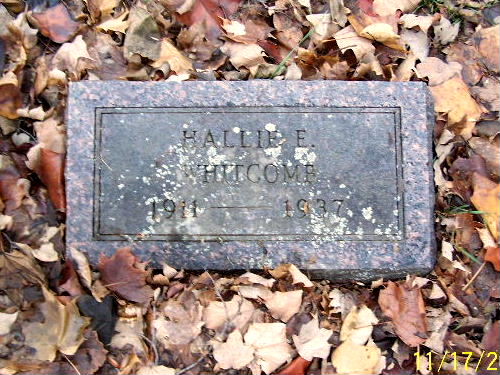 HALLIE E.
WHITCOMB
1911 — 1937
11/17/2